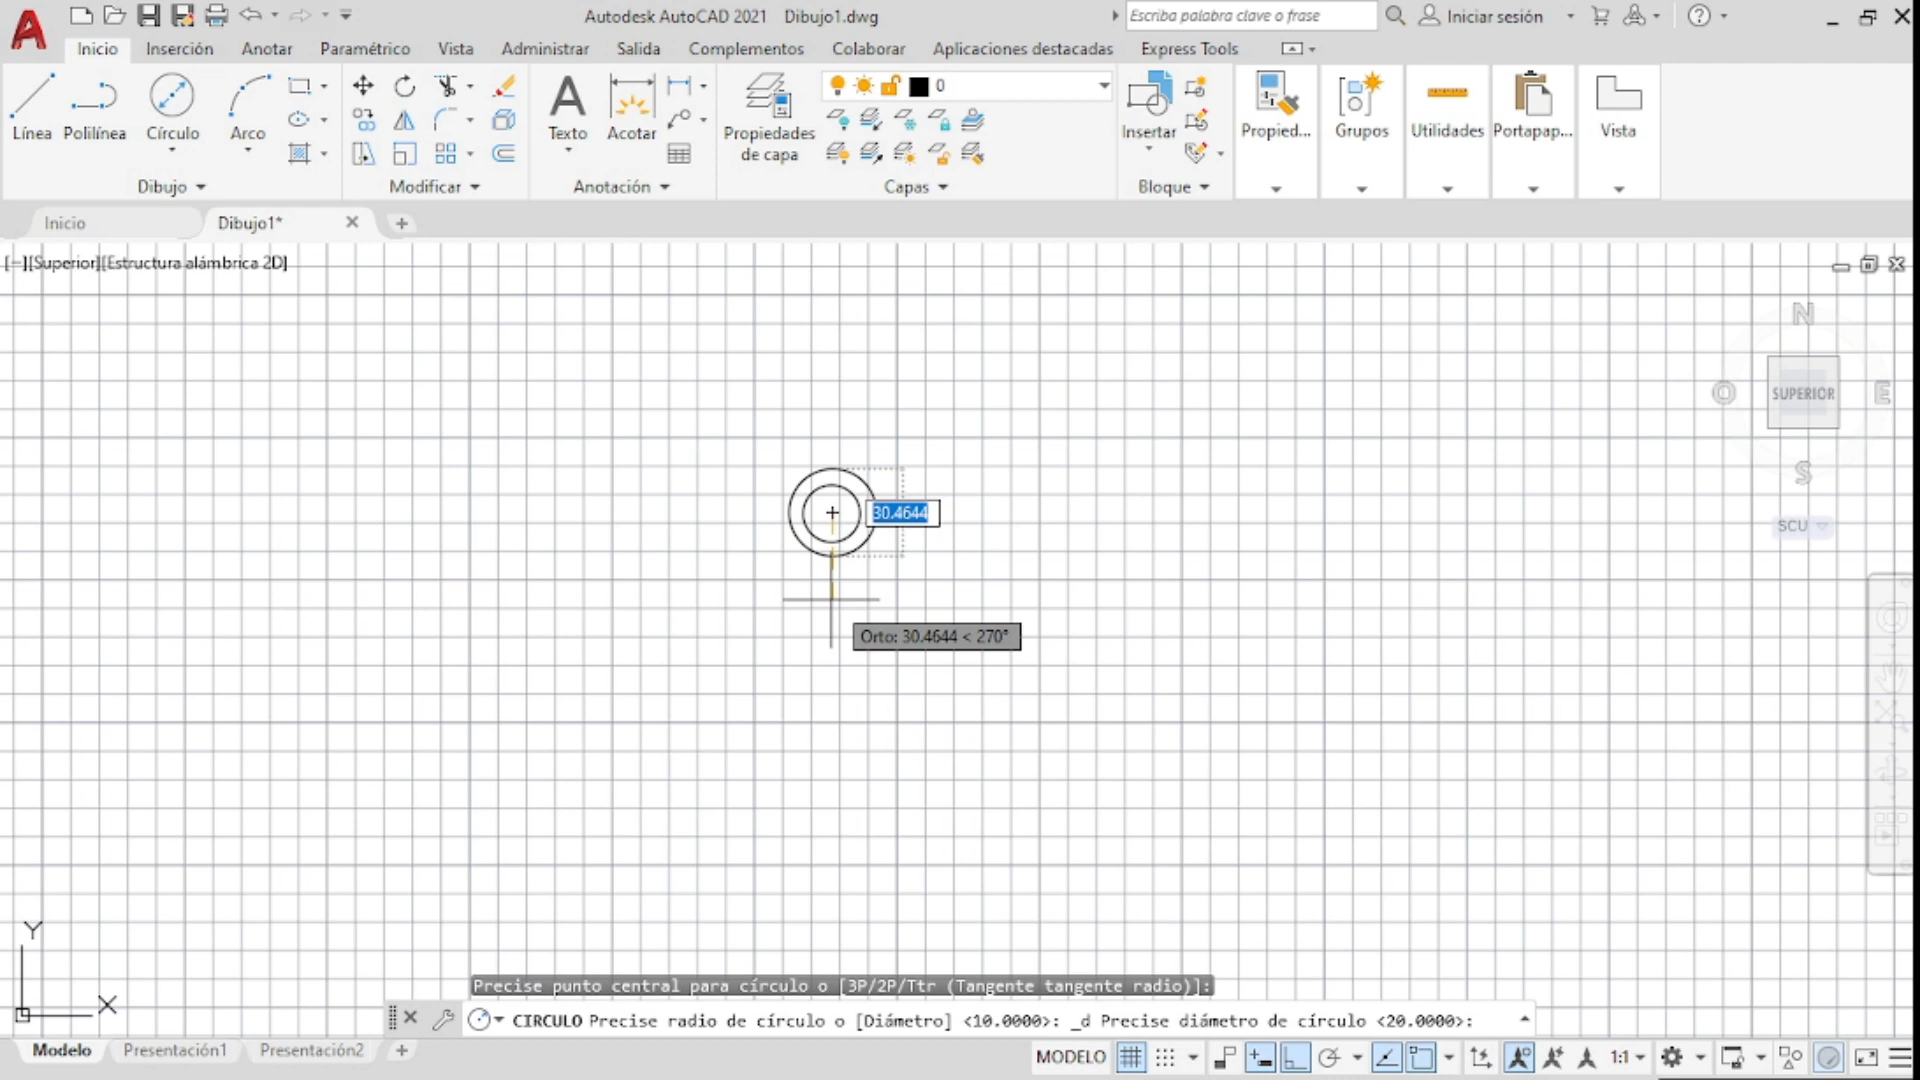 Autodesk AutoCAD 2021 Dibujo1.dwg
Escriba palabra clave o frase
Iniciar sesión
Inicio Inserción Anotar Paramétrico Vista Administrar Salida Complementos Colaborar Aplicaciones destacadas Express Tools
0
Línea Polilínea Círculo Arco
Texto Acotar
Propiedades de capa
Insertar
Propied... Grupos Utilidades Portapap... Vista
Dibujo Modificar Anotación Capas Bloque
Inicio Dibujo1*
[−][Superior][Estructura alámbrica 2D]
N
O SUPERIOR E
S
SCU
30.4644
Orto: 30.4644 < 270°
Y
X
Precise punto central para círculo o [3P/2P/Ttr (Tangente tangente radio)]:
CIRCULO Precise radio de círculo o [Diámetro] <10.0000>: _d Precise diámetro de círculo <20.0000>:
Modelo Presentación1 Presentación2
MODELO 1:1